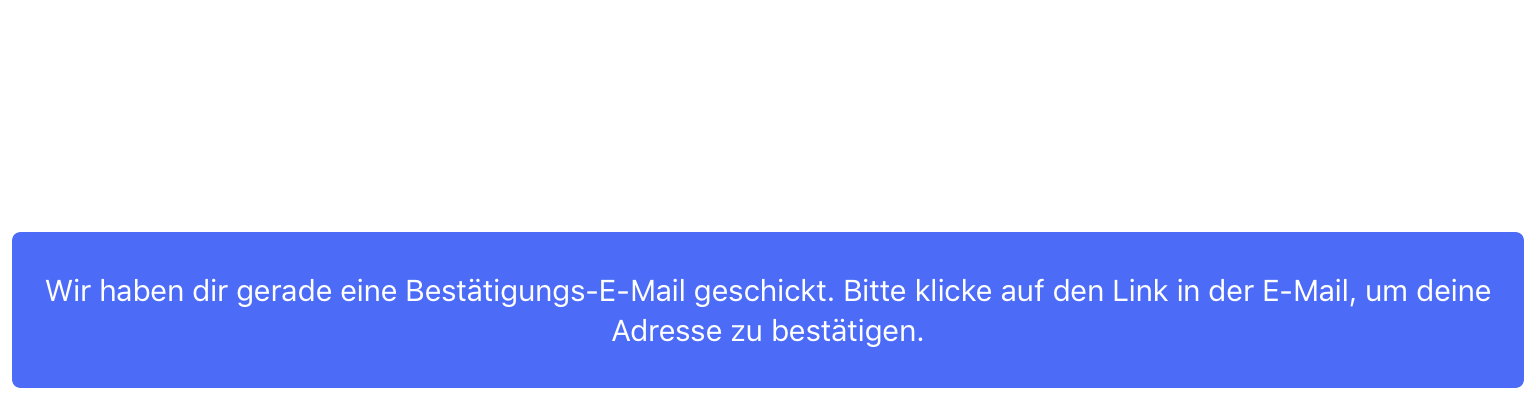 Wir haben dir gerade eine Bestätigungs-E-Mail geschickt. Bitte klicke auf den Link in der E-Mail, um deine
Adresse zu bestätigen.